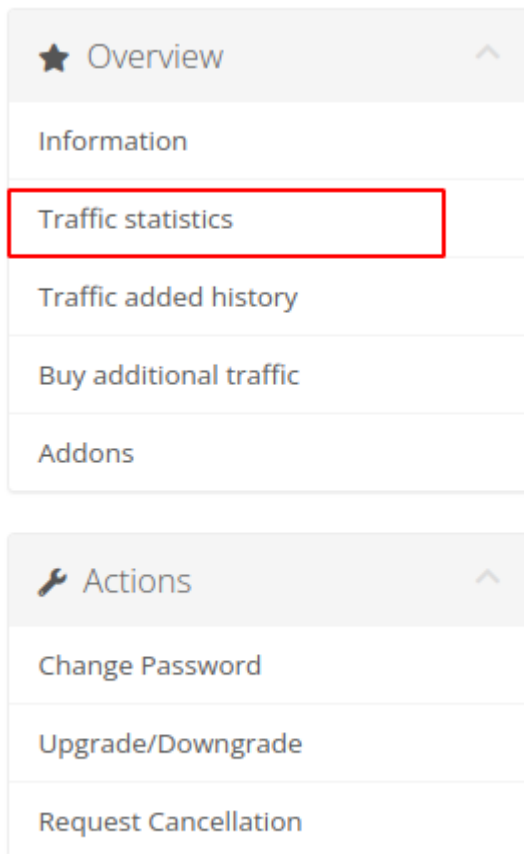 Overview
Information
Traffic statistics
Traffic added history
Buy additional traffic
Addons
Actions
Change Password
Upgrade/Downgrade
Request Cancellation